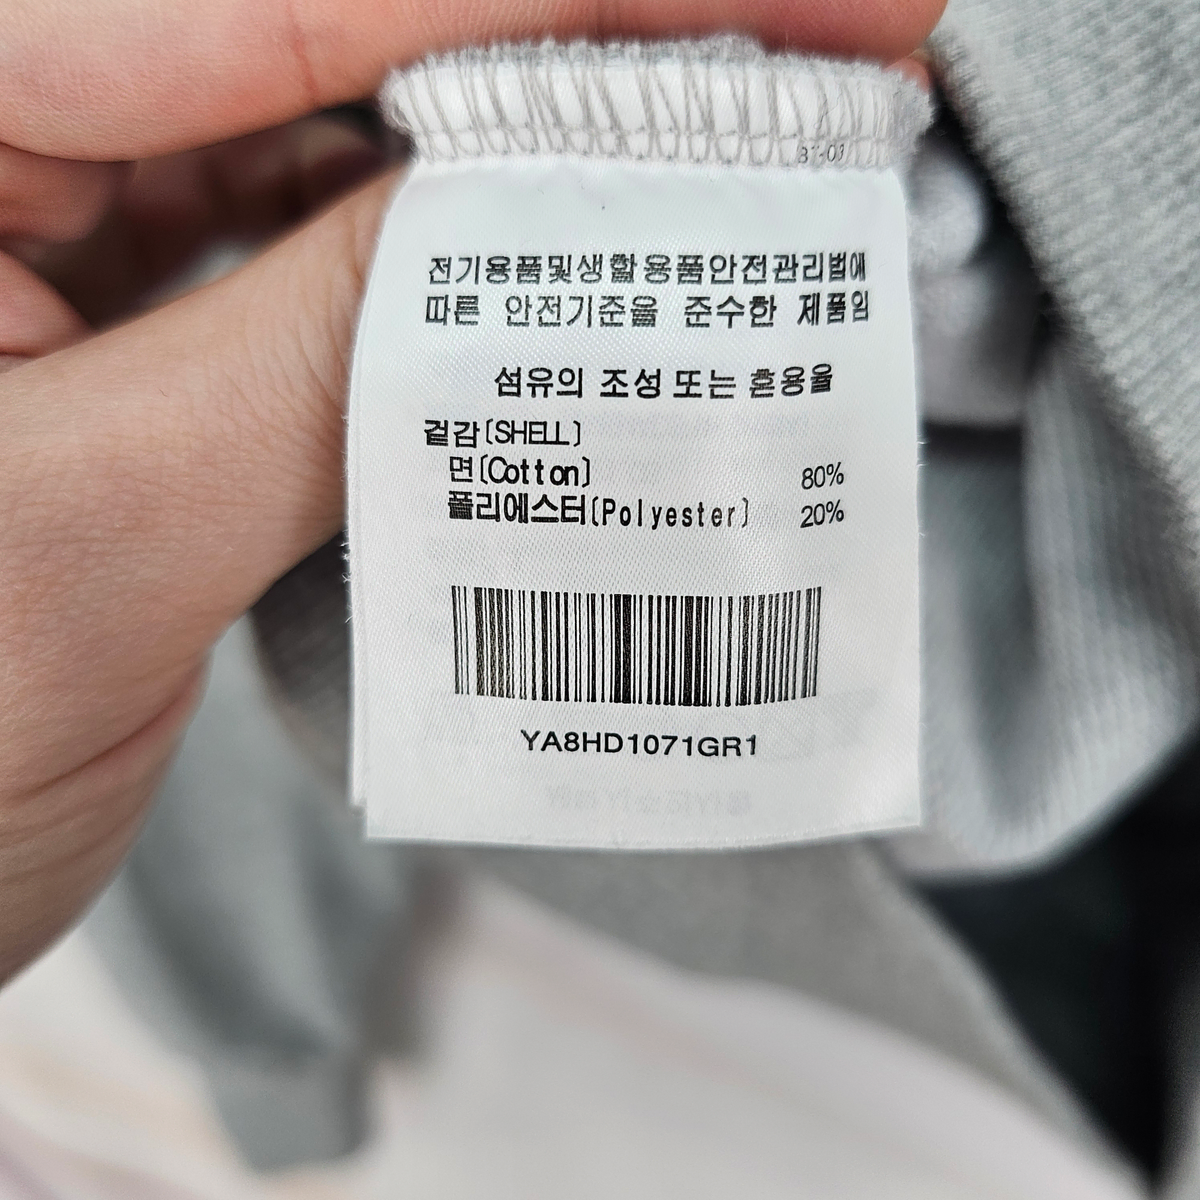 전기용품및생활용품안전관리법에
따른 안전기준을 준수한 제품임
섬유의 조성 또는 혼용율
겉감(SHELL)
면(Cotton) 80%
폴리에스터(Polyester) 20%
YA8HD1071GR1